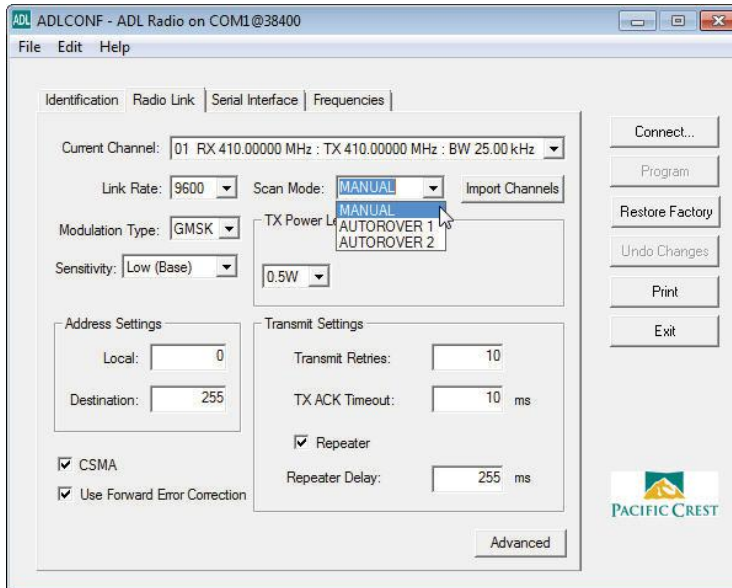 ADL ADLCONF - ADL Radio on COM1@38400
File Edit Help
Identification Radio Link Serial Interface Frequencies
Current Channel: 01 RX 410.00000 MHz : TX 410.00000 MHz : BW 25.00 kHz
Link Rate: 9600 Scan Mode: MANUAL Import Channels
MANUAL
AUTOROVER 1
AUTOROVER 2
Modulation Type: GMSK TX Power
Sensitivity: Low (Base) 0.5W
Address Settings
Local: 0
Destination: 255
Transmit Settings
Transmit Retries: 10
TX ACK Timeout: 10 ms
Repeater
Repeater Delay: 255 ms
CSMA
Use Forward Error Correction
Advanced
Connect...
Program
Restore Factory
Undo Changes
Print
Exit
PACIFIC CREST